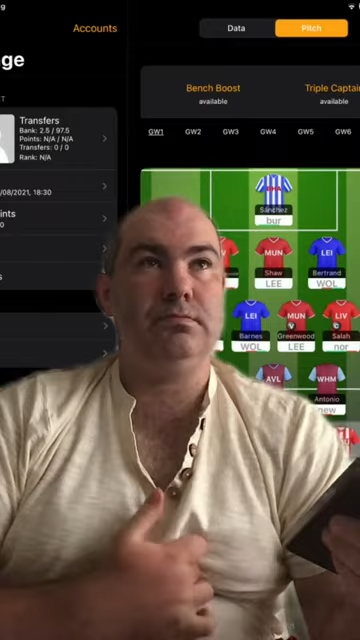 Accounts
Data
Pitch
ge
Bench Boost
available
Triple Captai
available
Transfers
Bank: 2.5 / 97.5
Points: N/A / N/A
Transfers: 0 / 0
Rank: N/A
GW1
GW2
GW3
GW4
GW5
GW6
/08/2021, 18:30
ints
BHA
Sánchez
bur
MUN
Shaw
LEE
LEI
Bertrand
WOL
LEI
Barnes
WOL
MUN
V
Greenwood
LEE
LIV
Salah
nor
AVL
WHM
Antonio
new